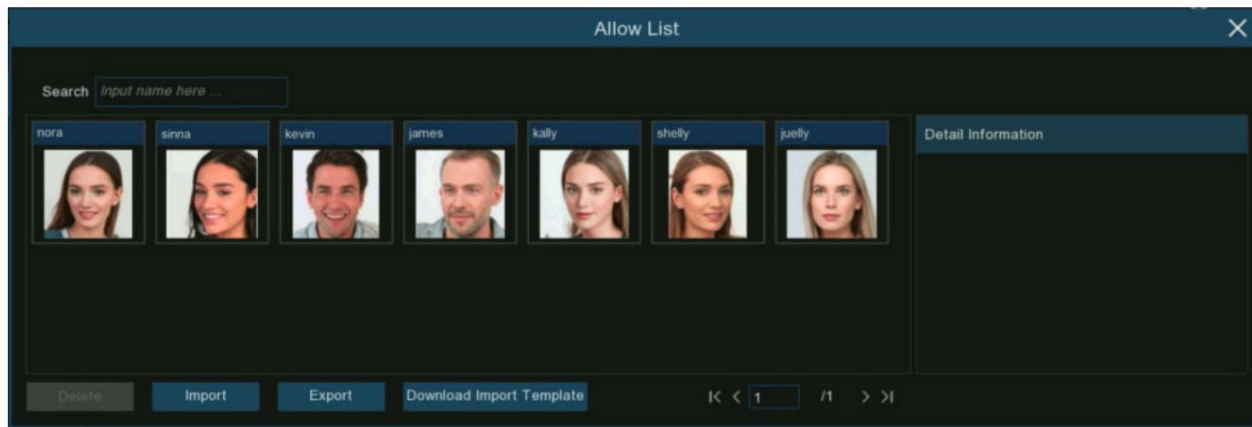 Allow List
Search Input name here ...
nora sinna kevin james kally shelly juelly
Detail Information
Delete Import Export Download Import Template 1 /1